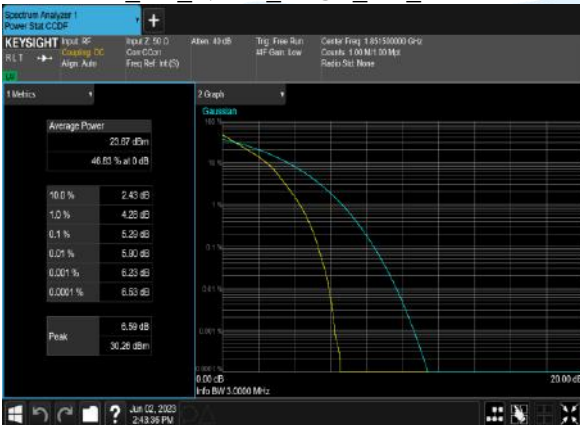 Spectrum Analyzer 1
Power Stat CCDF
+
KEYSIGHT Input: RF Input Z: 50 Ω Atten: 40 dB Trig: Free Run Center Freq: 1.851500000 GHz
RLT Coupling: DC Corr CCorr #IF Gain: Low Counts: 1.00 M/1.00 Mpt
Align: Auto Freq Ref: Int (S) Radio Std: None
1 Metrics
2 Graph
Average Power
23.67 dBm
46.83 % at 0 dB
10.0 % 2.43 dB
1.0 % 4.28 dB
0.1 % 5.29 dB
0.01 % 5.90 dB
0.001 % 6.23 dB
0.0001 % 6.53 dB
Peak 6.59 dB
30.26 dBm
Gaussian
100 %
10 %
1 %
0.1 %
0.01 %
0.001 %
0.0001 %
0.00 dB 20.00 dB
Info BW 3.0000 MHz
? Jun 02, 2023
2:43:36 PM